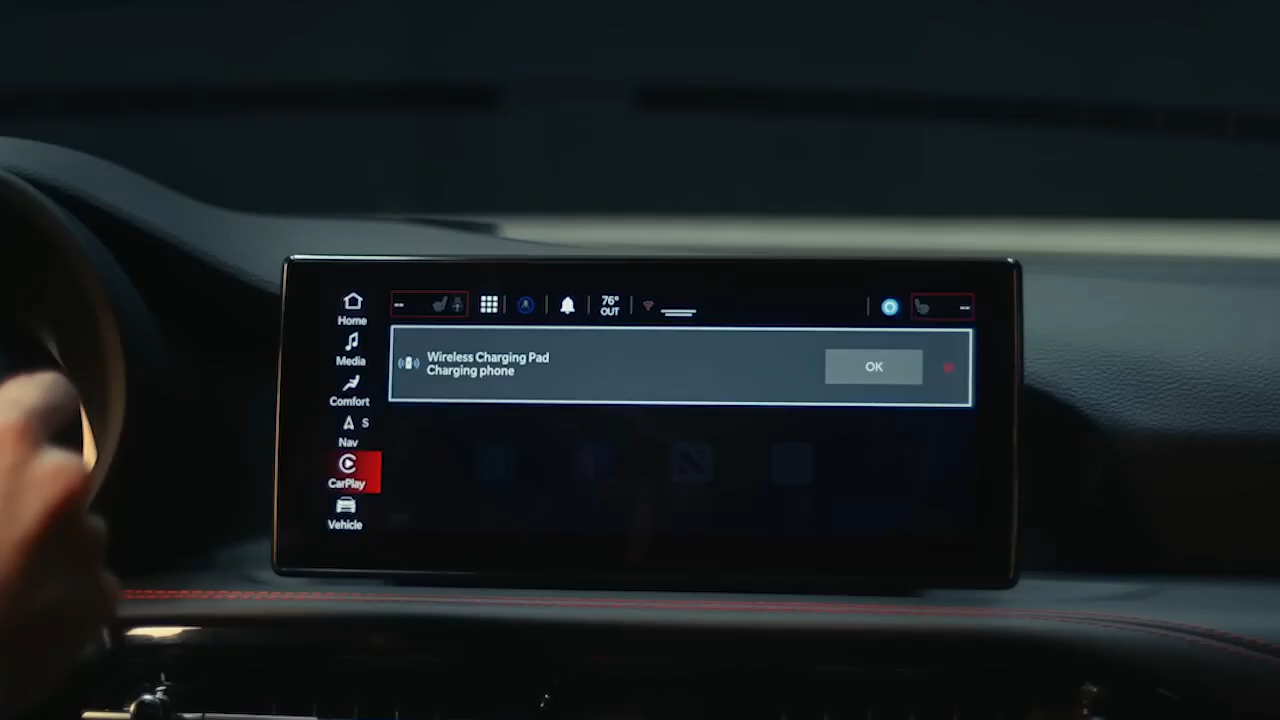 Home
Media
Comfort
S
Nav
CarPlay
Vehicle
76°
OUT
Wireless Charging Pad
Charging phone
OK